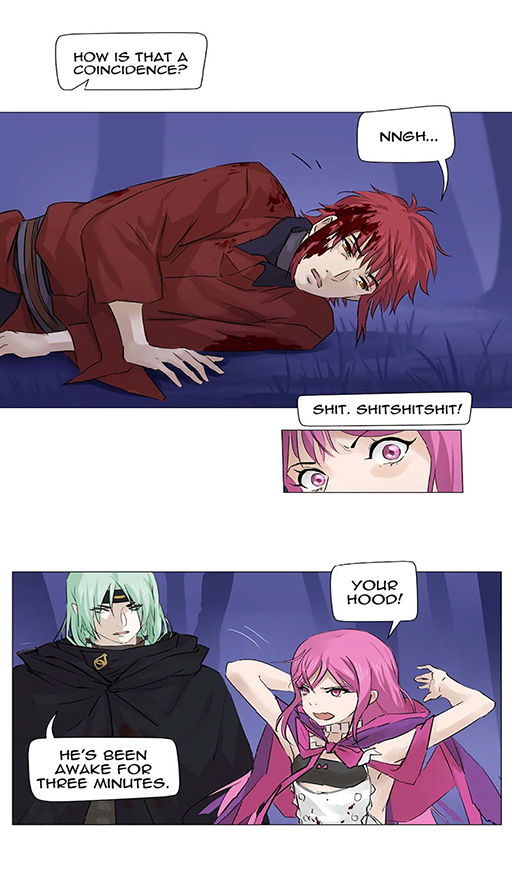 HOW IS THAT A
COINCIDENCE?
NNGH...
SHIT. SHITSHITSHIT!
YOUR
HOOD!
HE'S BEEN
AWAKE FOR
THREE MINUTES.